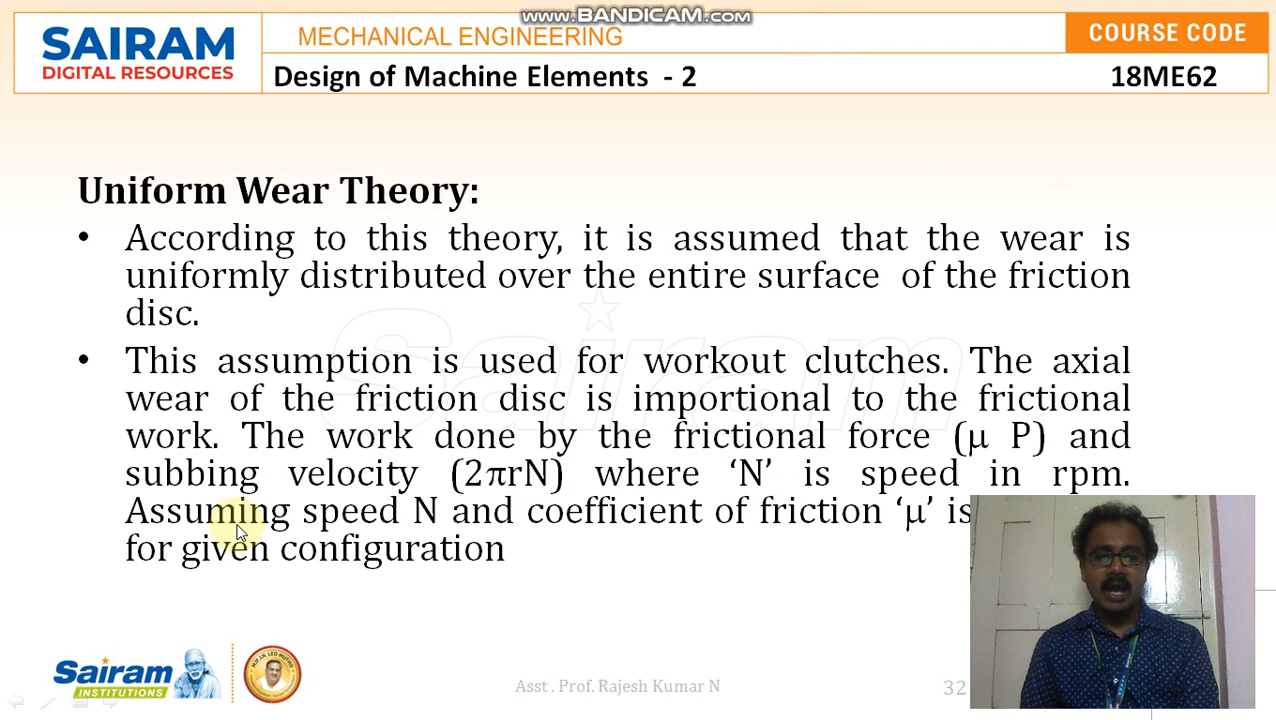 www.BANDICAM.com
SAIRAM
DIGITAL RESOURCES
MECHANICAL ENGINEERING
COURSE CODE
Design of Machine Elements - 2
18ME62
Uniform Wear Theory:
• According to this theory, it is assumed that the wear is
uniformly distributed over the entire surface of the friction
disc.
• This assumption is used for workout clutches. The axial
wear of the friction disc is importional to the frictional
work. The work done by the frictional force (μ P) and
subbing velocity (2πrN) where ‘N’ is speed in rpm.
Assuming speed N and coefficient of friction ‘μ’ is
for given configuration
Sairam
Sairam
INSTITUTIONS
Asst . Prof. Rajesh Kumar N
32